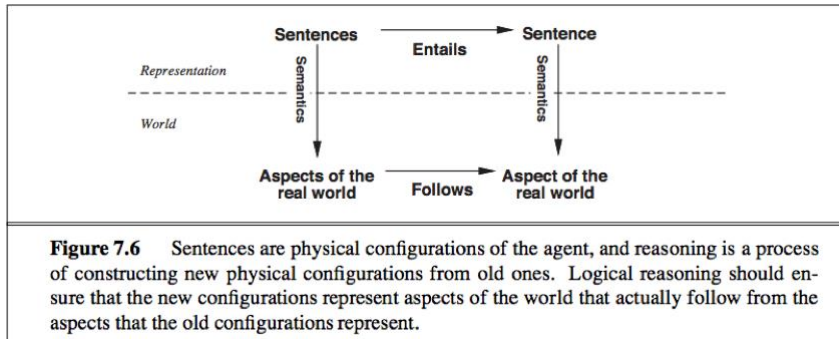 Sentences
Sentence
Entails
Representation
Semantics
Semantics
World
Aspects of the
real world
Follows
Aspect of the
real world
Figure 7.6 Sentences are physical configurations of the agent, and reasoning is a process
of constructing new physical configurations from old ones. Logical reasoning should en-
sure that the new configurations represent aspects of the world that actually follow from the
aspects that the old configurations represent.